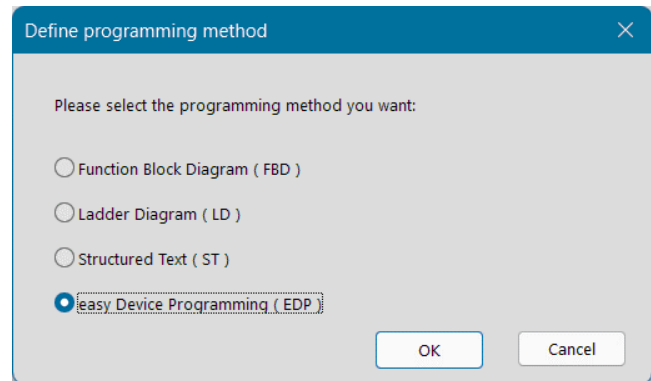 Define programming method
Please select the programming method you want:
Function Block Diagram ( FBD )
Ladder Diagram ( LD )
Structured Text ( ST )
easy Device Programming ( EDP )
OK Cancel